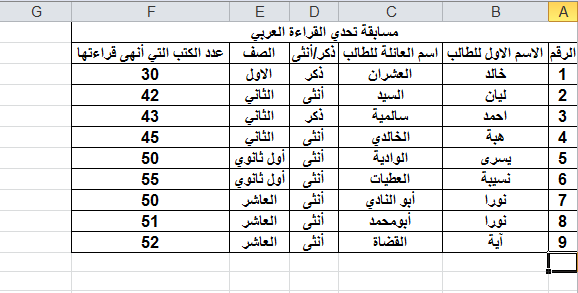 A B C D E F G
مسابقة تحدي القراءة العربي
الرقم الاسم الاول للطالب اسم العائلة للطالب ذكر/أنثى الصف عدد الكتب التي أنهى قراءتها
1 خالد العشران ذكر الاول 30
2 ليان السيد أنثى الثاني 42
3 احمد سالمية ذكر الثاني 43
4 هبة الخالدي أنثى الثاني 45
5 يسرى الوادية أنثى أول ثانوي 50
6 نسيبة العطيات أنثى أول ثانوي 55
7 نورا أبو النادي أنثى العاشر 50
8 نورا أبومحمد أنثى العاشر 51
9 آية القضاة أنثى العاشر 52